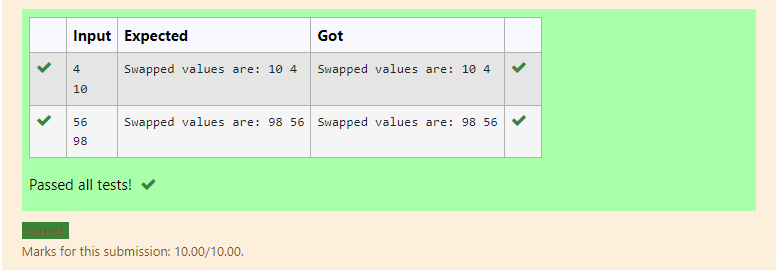 Input Expected Got
4 Swapped values are: 10 4 Swapped values are: 10 4
10
56 Swapped values are: 98 56 Swapped values are: 98 56
98
Passed all tests!
Correct
Marks for this submission: 10.00/10.00.